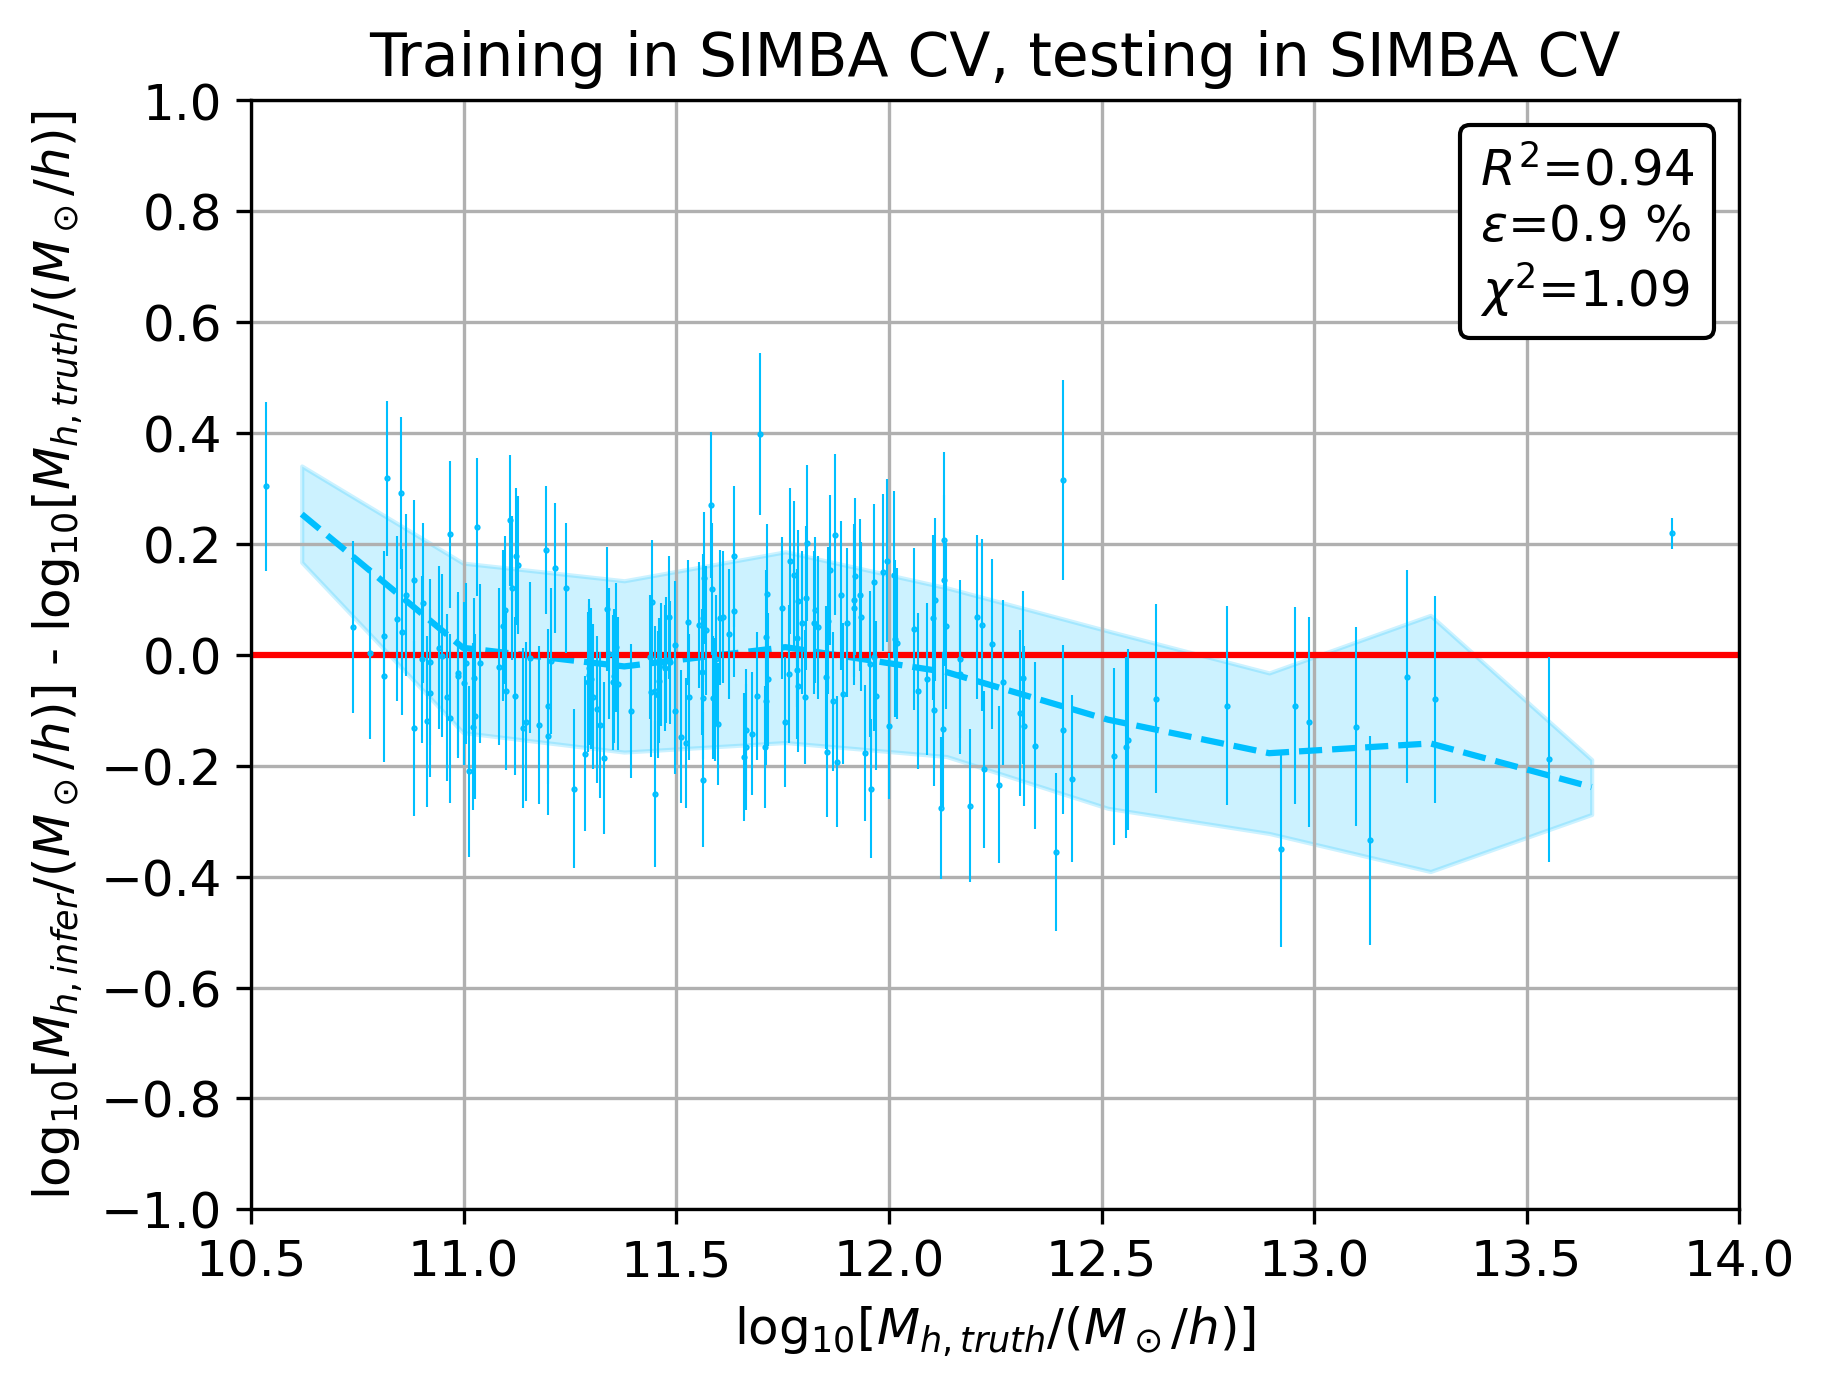 Training in SIMBA CV, testing in SIMBA CV
log₁₀[M_{h,infer}/(M_⊙/h)] - log₁₀[M_{h,truth}/(M_⊙/h)]
1.0
0.8
0.6
0.4
0.2
0.0
−0.2
−0.4
−0.6
−0.8
−1.0
R²=0.94
ε=0.9 %
χ²=1.09
10.5 11.0 11.5 12.0 12.5 13.0 13.5 14.0
log₁₀[M_{h,truth}/(M_⊙/h)]